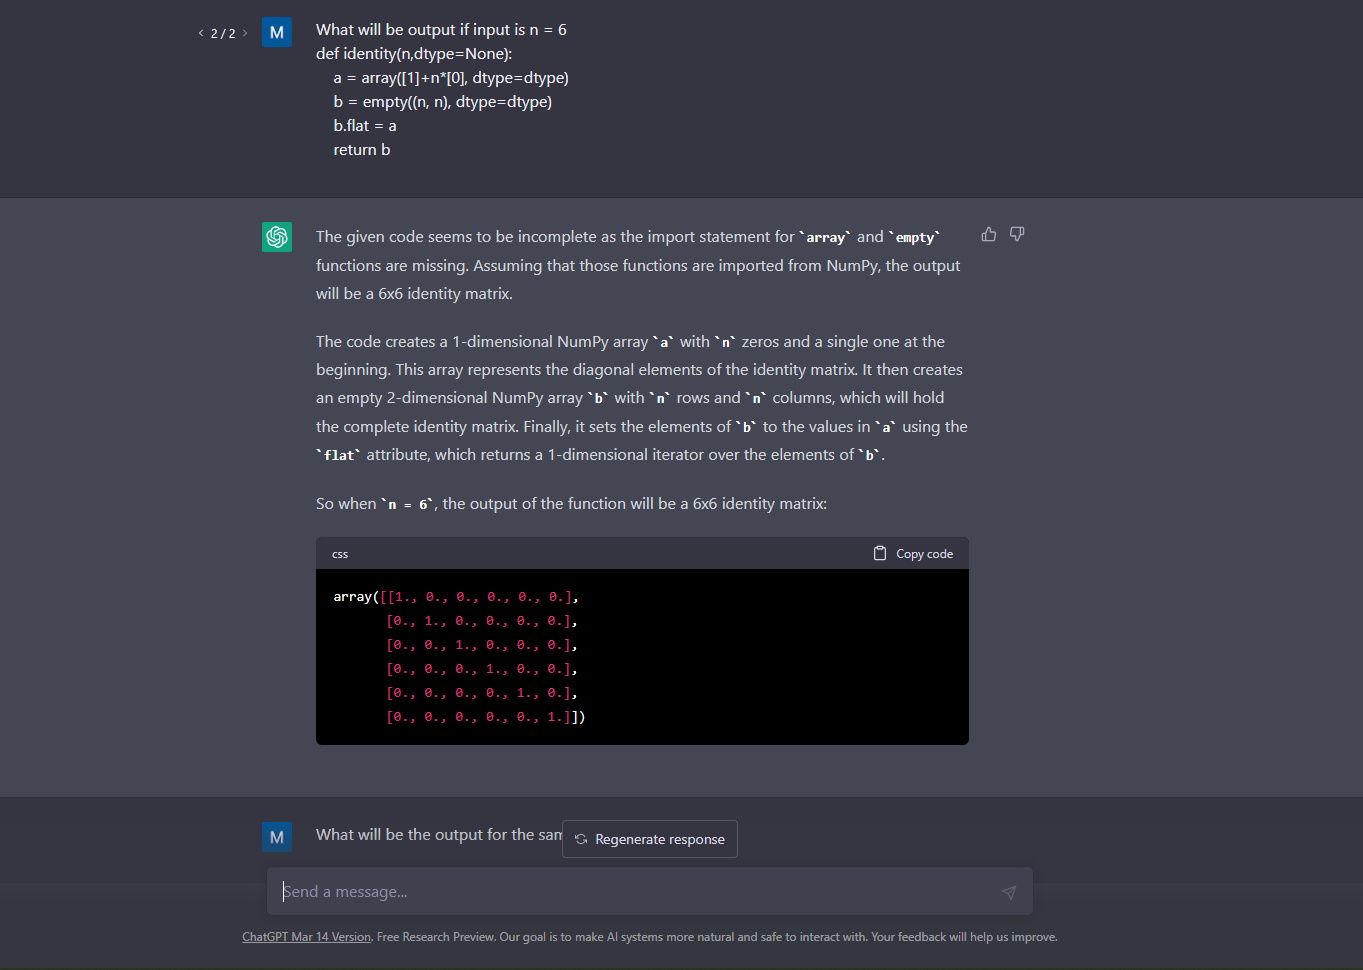 < 2 / 2 >
M
What will be output if input is n = 6
def identity(n,dtype=None):
a = array([1]+n*[0], dtype=dtype)
b = empty((n, n), dtype=dtype)
b.flat = a
return b
The given code seems to be incomplete as the import statement for `array` and `empty`
functions are missing. Assuming that those functions are imported from NumPy, the output
will be a 6x6 identity matrix.
The code creates a 1-dimensional NumPy array `a` with `n` zeros and a single one at the
beginning. This array represents the diagonal elements of the identity matrix. It then creates
an empty 2-dimensional NumPy array `b` with `n` rows and `n` columns, which will hold
the complete identity matrix. Finally, it sets the elements of `b` to the values in `a` using the
`flat` attribute, which returns a 1-dimensional iterator over the elements of `b`.
So when `n = 6`, the output of the function will be a 6x6 identity matrix:
css
Copy code
array([[1., 0., 0., 0., 0., 0.],
[0., 1., 0., 0., 0., 0.],
[0., 0., 1., 0., 0., 0.],
[0., 0., 0., 1., 0., 0.],
[0., 0., 0., 0., 1., 0.],
[0., 0., 0., 0., 0., 1.]])
M
What will be the output for the sam
Regenerate response
Send a message...
ChatGPT Mar 14 Version. Free Research Preview. Our goal is to make AI systems more natural and safe to interact with. Your feedback will help us improve.